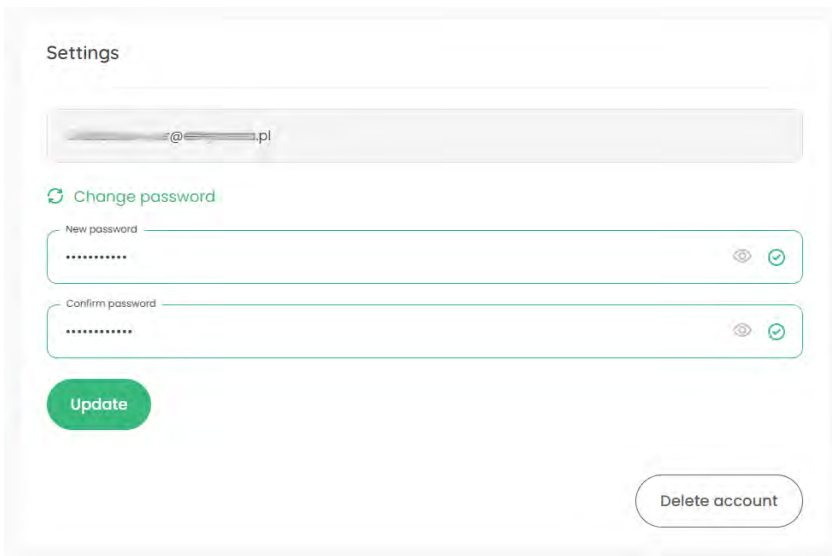 Settings
@ .pl
Change password
New password
•••••••••••
Confirm password
••••••••••••
Update
Delete account